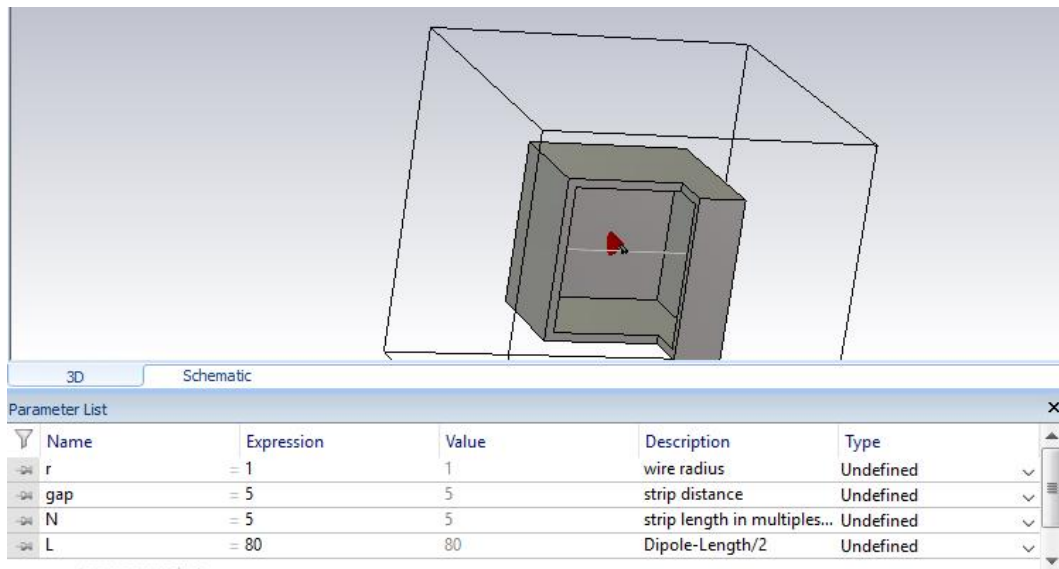 3D Schematic
Parameter List
Name Expression Value Description Type
r = 1 1 wire radius Undefined
gap = 5 5 strip distance Undefined
N = 5 5 strip length in multiples... Undefined
L = 80 80 Dipole-Length/2 Undefined